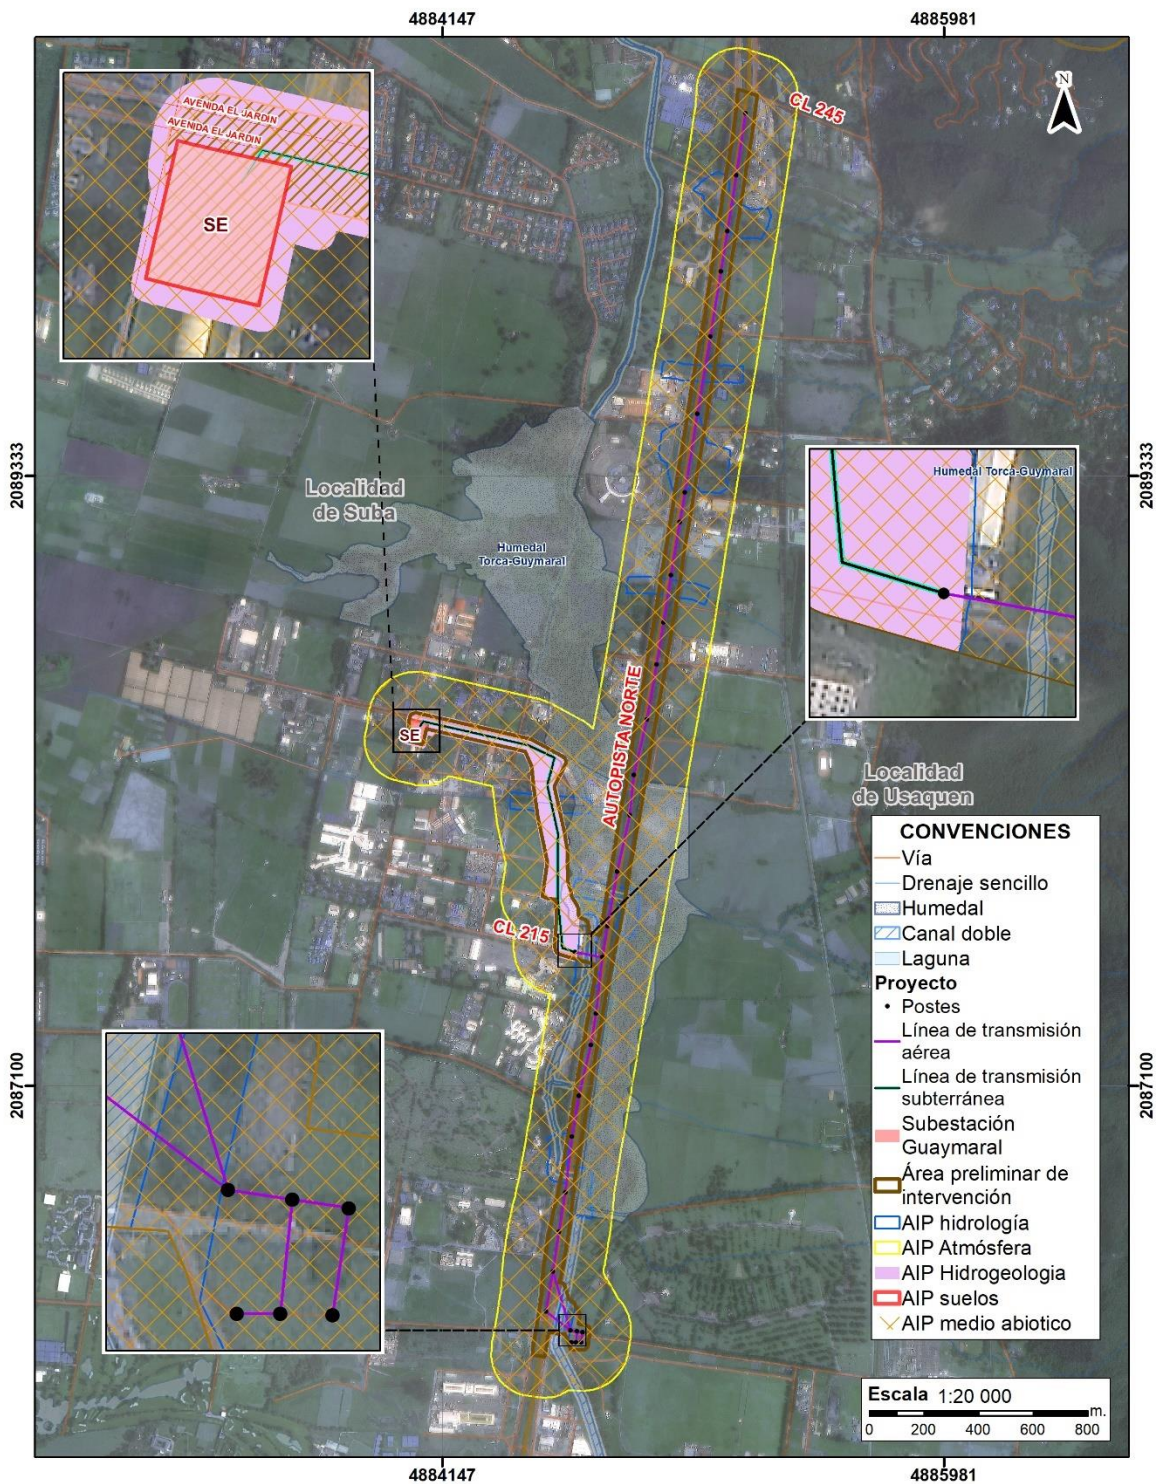 4884147
4885981
N
CL 245
AVENIDA EL JARDIN
AVENIDA EL JARDIN
SE
2089333
2089333
Localidad
de Suba
Humedal Torca-Guymaral
Humedal
Torca-Guymaral
AUTOPISTA NORTE
SE
Localidad
de Usaquen
CL 215
CONVENCIONES
Vía
Drenaje sencillo
Humedal
Canal doble
Laguna
Proyecto
Postes
Línea de transmisión
aérea
Línea de transmisión
subterránea
Subestación
Guaymaral
Área preliminar de
intervención
AIP hidrología
AIP Atmósfera
AIP Hidrogeologia
AIP suelos
AIP medio abiotico
2087100
2087100
Escala 1:20 000
m.
0 200 400 600 800
4884147
4885981